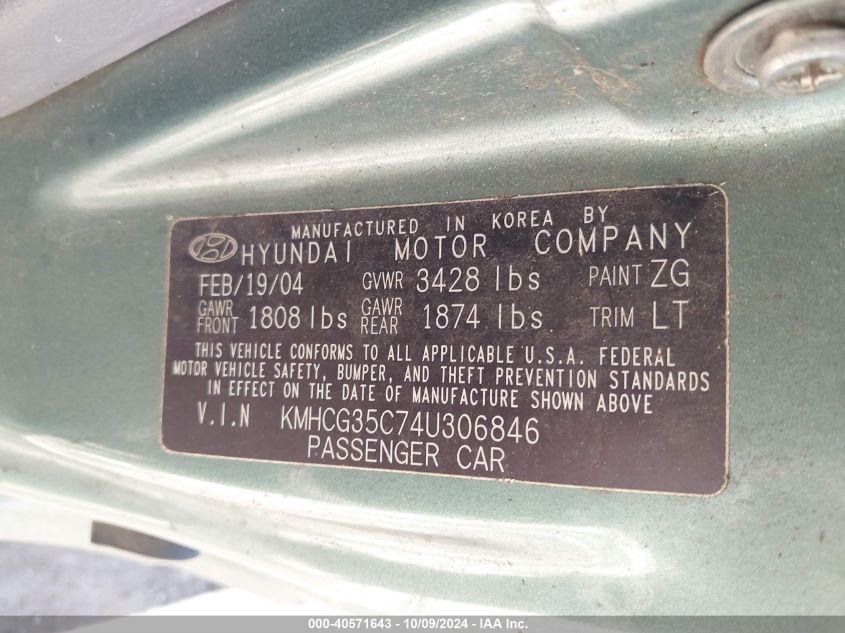 MANUFACTURED IN KOREA BY
HYUNDAI MOTOR COMPANY
FEB/19/04 GVWR 3428 lbs PAINT ZG
GAWR FRONT 1808 lbs GAWR REAR 1874 lbs TRIM LT
THIS VEHICLE CONFORMS TO ALL APPLICABLE U.S.A. FEDERAL
MOTOR VEHICLE SAFETY, BUMPER, AND THEFT PREVENTION STANDARDS
IN EFFECT ON THE DATE OF MANUFACTURE SHOWN ABOVE
V.I.N KMHCG35C74U306846
PASSENGER CAR
000-40571643 - 10/09/2024 - IAA Inc.